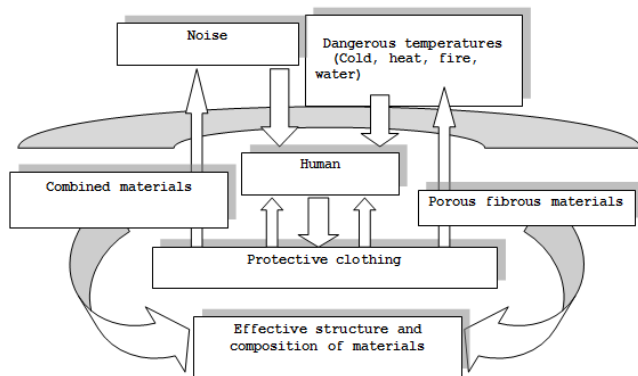 Noise
Dangerous temperatures
(Cold, heat, fire,
water)
Human
Combined materials
Porous fibrous materials
Protective clothing
Effective structure and
composition of materials